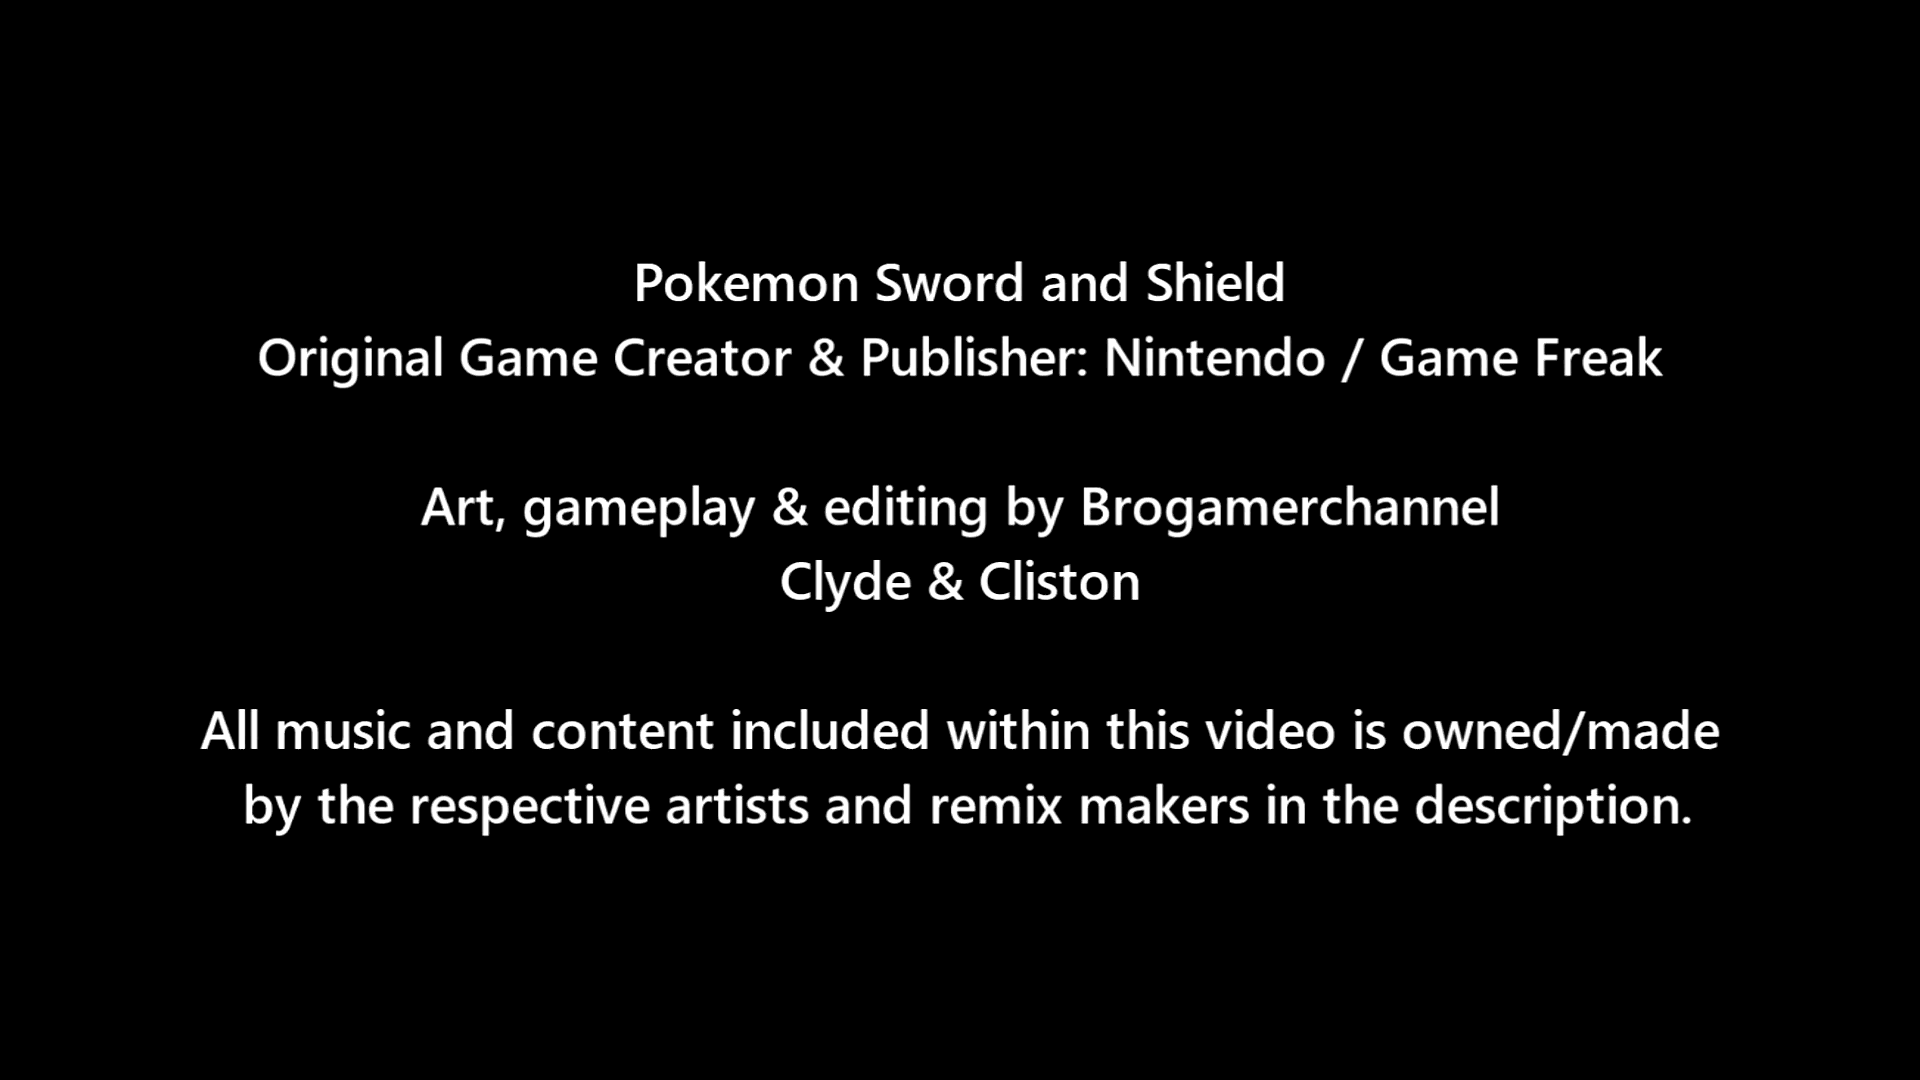 Pokemon Sword and Shield
Original Game Creator & Publisher: Nintendo / Game Freak
Art, gameplay & editing by Brogamerchannel
Clyde & Cliston
All music and content included within this video is owned/made
by the respective artists and remix makers in the description.